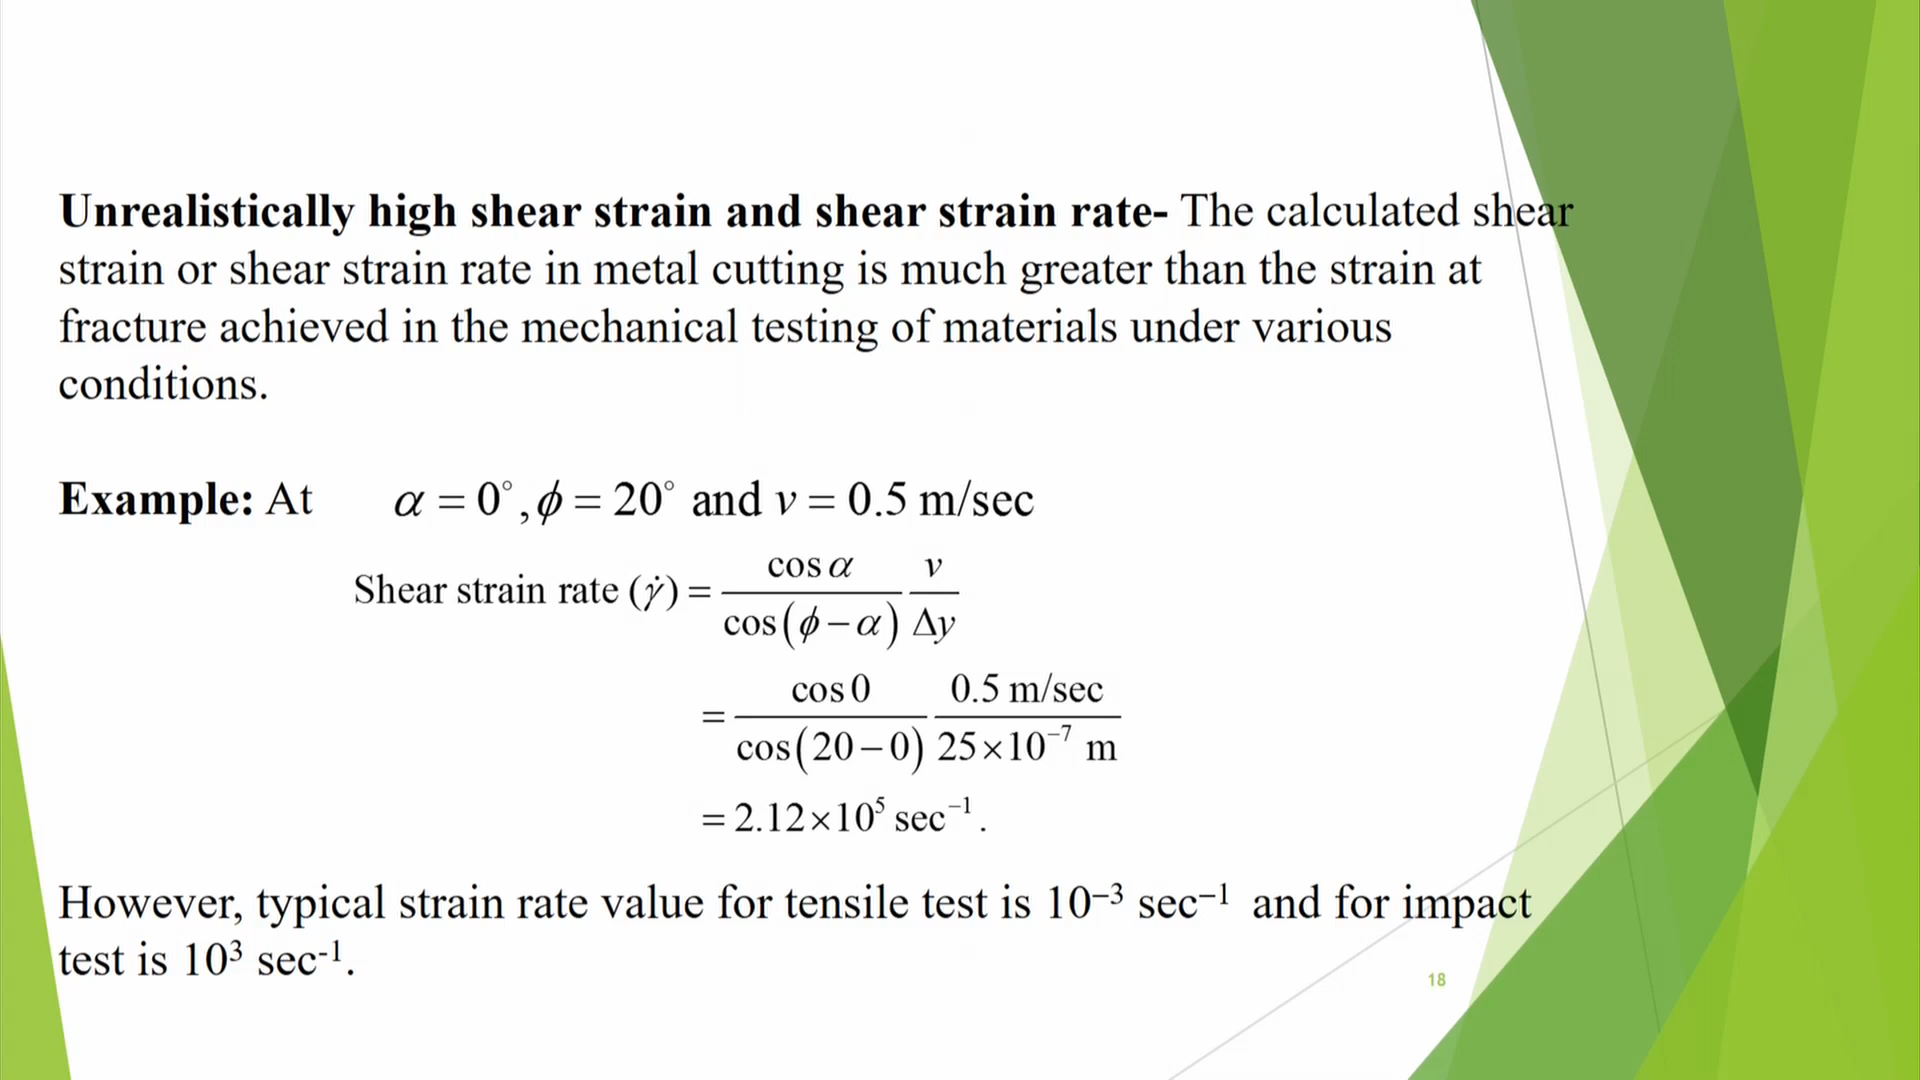 Unrealistically high shear strain and shear strain rate- The calculated shear
strain or shear strain rate in metal cutting is much greater than the strain at
fracture achieved in the mechanical testing of materials under various
conditions.
Example: At α = 0°, ϕ = 20° and v = 0.5 m/sec
Shear strain rate (γ̇) = cos α / cos(ϕ − α) v / Δy
= cos 0 / cos(20 − 0) 0.5 m/sec / 25×10⁻⁷ m
= 2.12×10⁵ sec⁻¹.
However, typical strain rate value for tensile test is 10⁻³ sec⁻¹ and for impact
test is 10³ sec⁻¹.
18